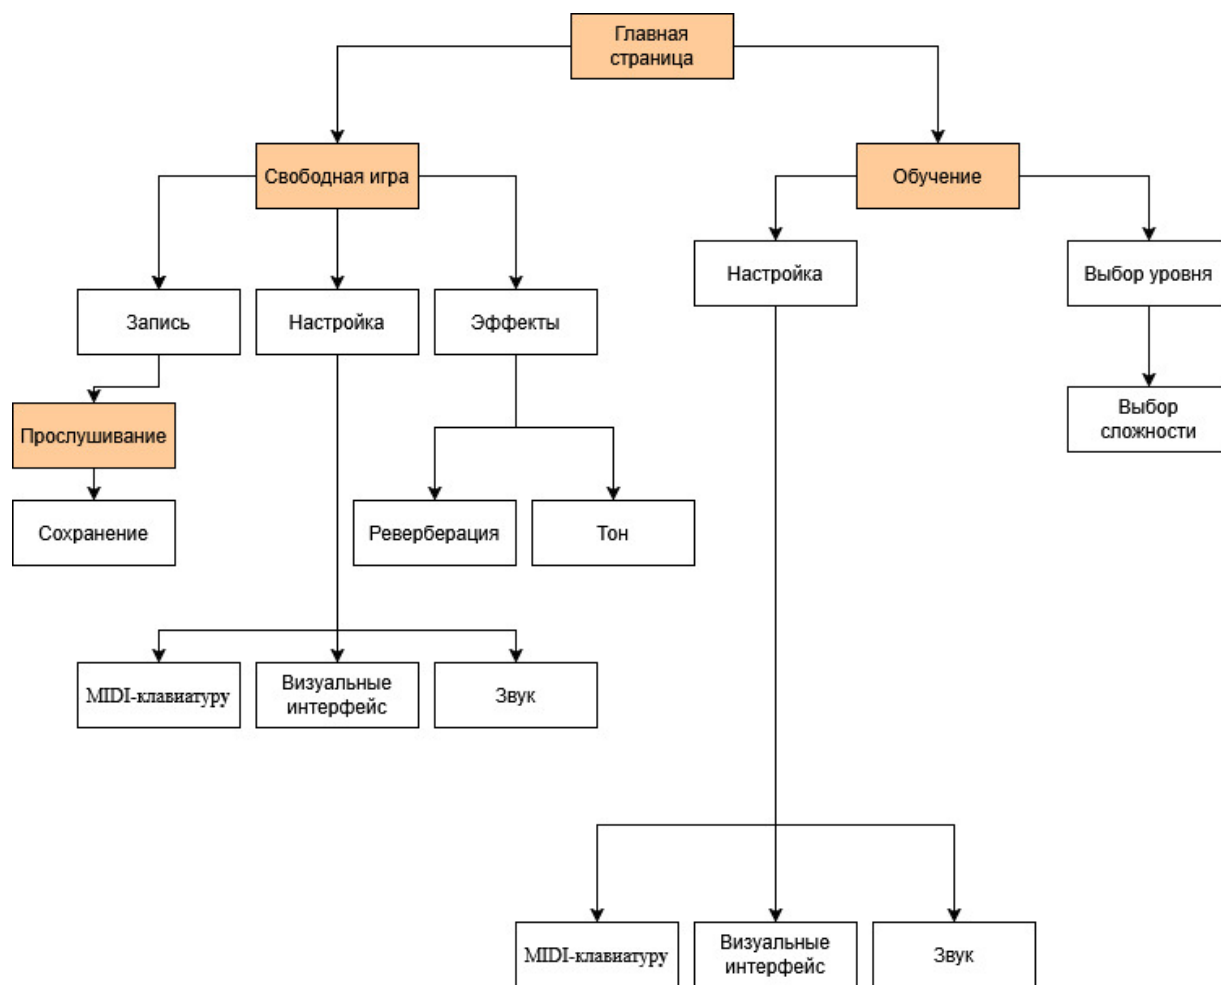 Главная
страница
Свободная игра
Обучение
Настройка
Выбор уровня
Запись
Настройка
Эффекты
Выбор
сложности
Прослушивание
Сохранение
Реверберация
Тон
MIDI-клавиатуру
Визуальные
интерфейс
Звук
MIDI-клавиатуру
Визуальные
интерфейс
Звук